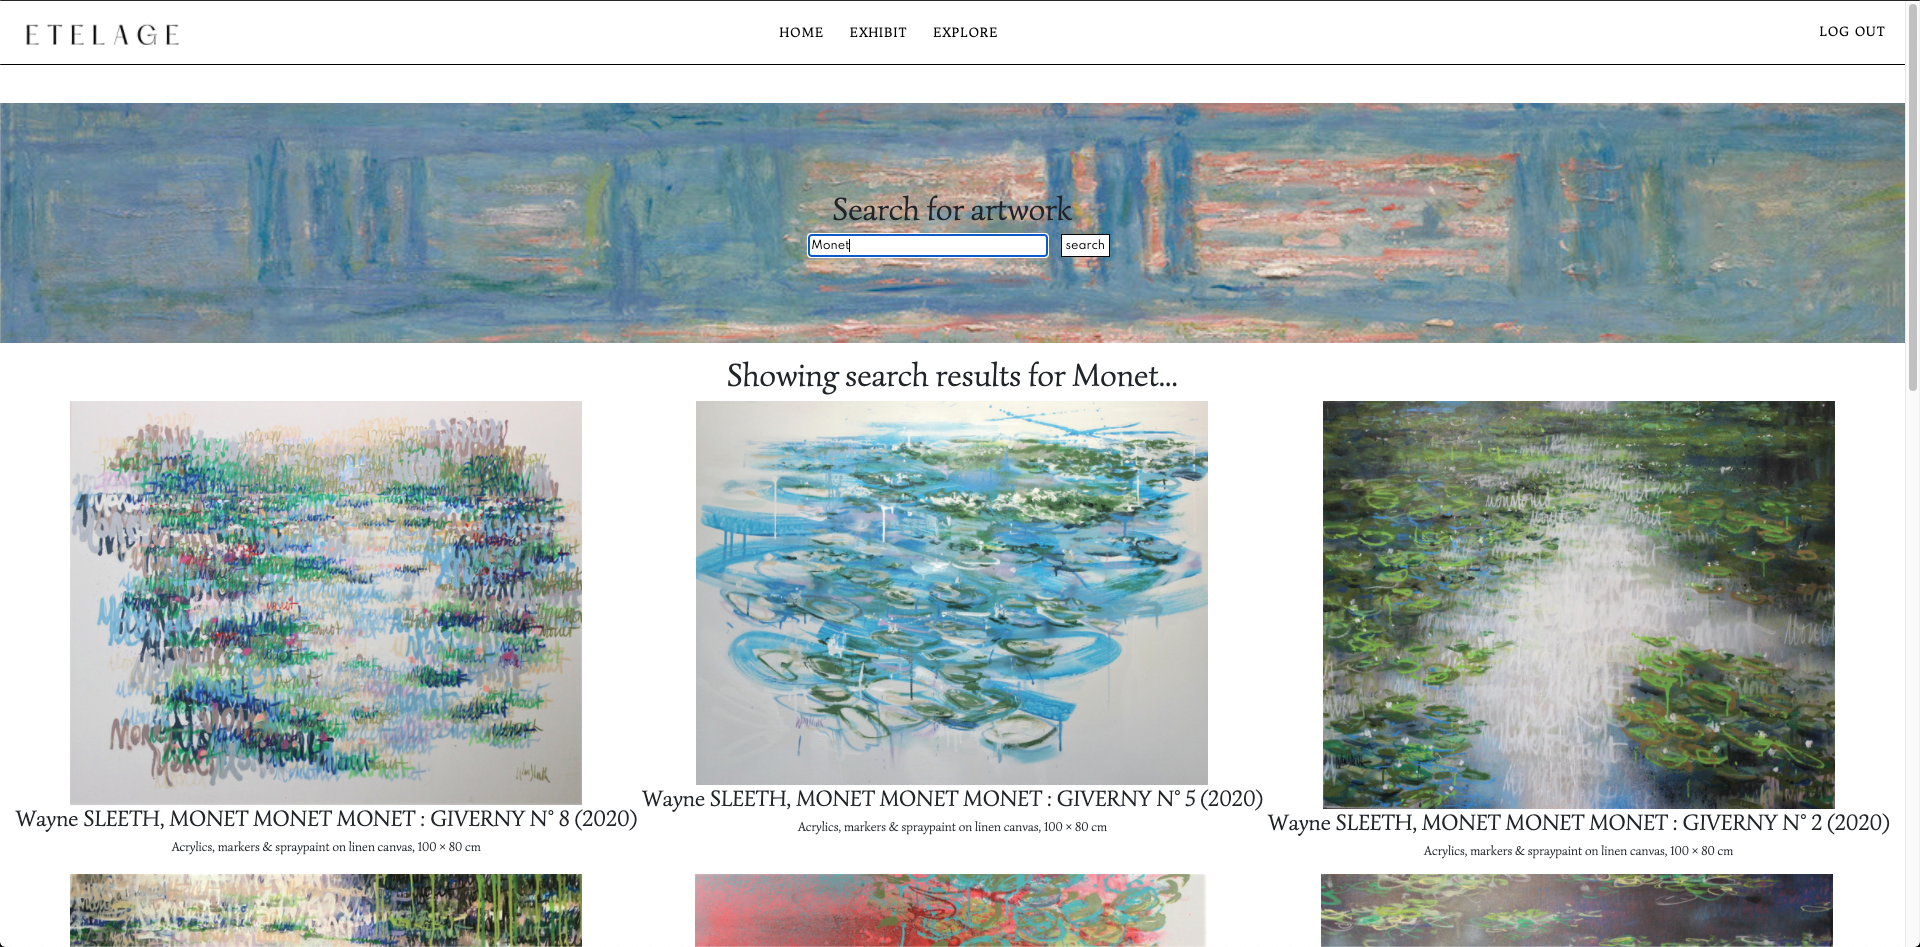 ETELAGE
HOME EXHIBIT EXPLORE
LOG OUT
Search for artwork
Monet
search
Showing search results for Monet...
Wayne SLEETH, MONET MONET MONET : GIVERNY N° 8 (2020)
Acrylics, markers & spraypaint on linen canvas, 100 × 80 cm
Wayne SLEETH, MONET MONET MONET : GIVERNY N° 5 (2020)
Acrylics, markers & spraypaint on linen canvas, 100 × 80 cm
Wayne SLEETH, MONET MONET MONET : GIVERNY N° 2 (2020)
Acrylics, markers & spraypaint on linen canvas, 100 × 80 cm